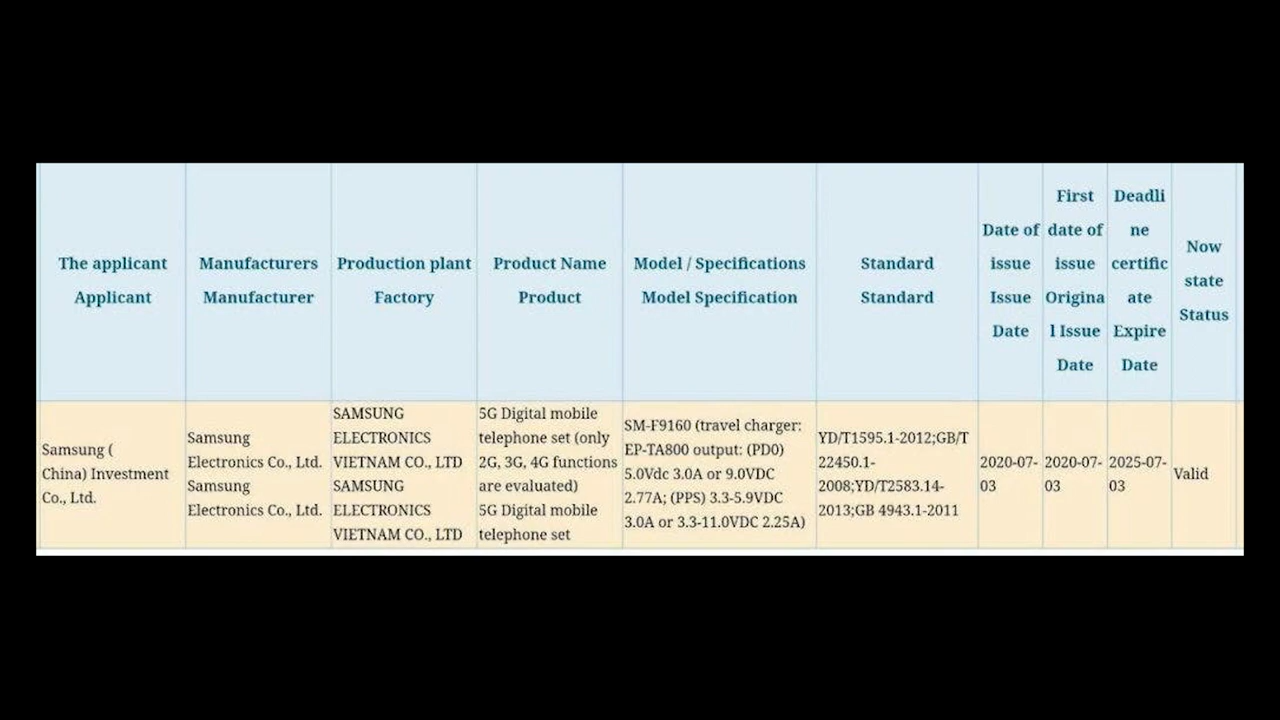 The applicant
Applicant
Manufacturers
Manufacturer
Production plant
Factory
Product Name
Product
Model / Specifications
Model Specification
Standard
Standard
Date of
issue
Issue
Date
First
date of
issue
Origina
l Issue
Date
Deadli
ne
certific
ate
Expire
Date
Now
state
Status
Samsung (
China) Investment
Co., Ltd.
Samsung
Electronics Co., Ltd.
Samsung
Electronics Co., Ltd.
SAMSUNG
ELECTRONICS
VIETNAM CO., LTD
SAMSUNG
ELECTRONICS
VIETNAM CO., LTD
5G Digital mobile
telephone set (only
2G, 3G, 4G functions
are evaluated)
5G Digital mobile
telephone set
SM-F9160 (travel charger:
EP-TA800 output: (PD0)
5.0Vdc 3.0A or 9.0VDC
2.77A; (PPS) 3.3-5.9VDC
3.0A or 3.3-11.0VDC 2.25A)
YD/T1595.1-2012;GB/T
22450.1-
2008;YD/T2583.14-
2013;GB 4943.1-2011
2020-07-
03
2020-07-
03
2025-07-
03
Valid